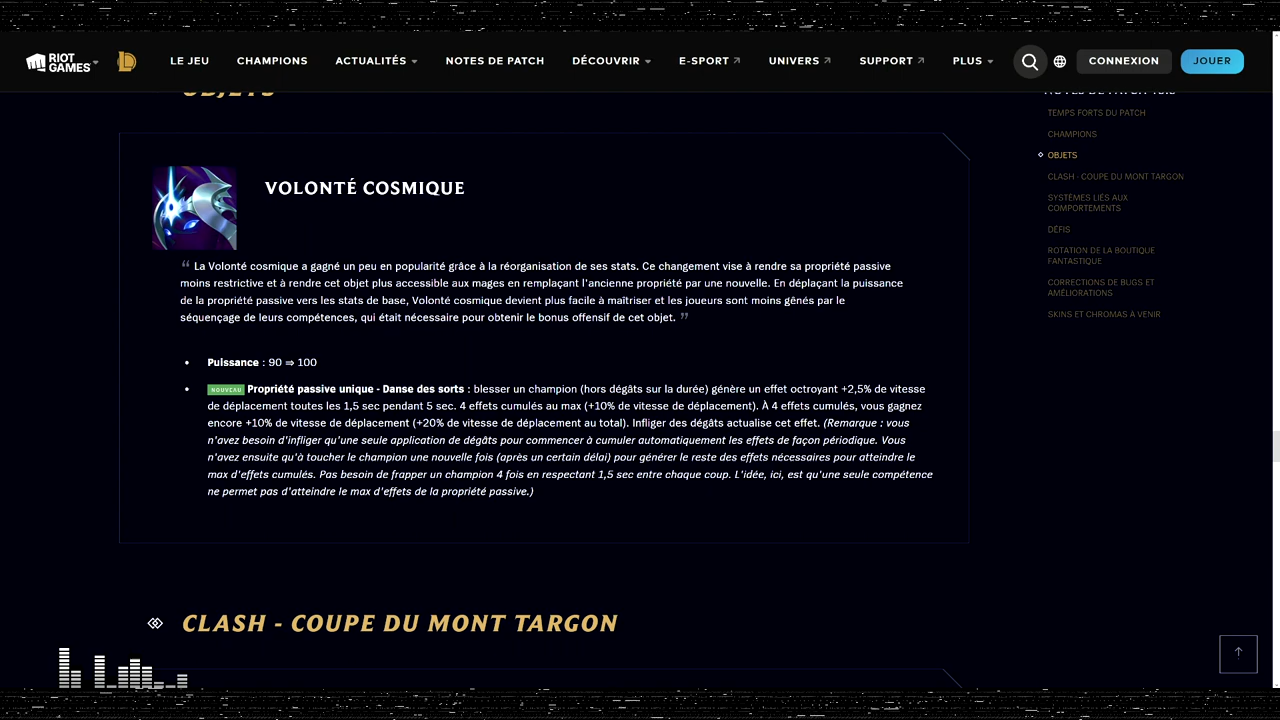 RIOT GAMES
LE JEU
CHAMPIONS
ACTUALITÉS
NOTES DE PATCH
DÉCOUVRIR
E-SPORT
UNIVERS
SUPPORT
PLUS
CONNEXION
JOUER
OBJETS
VOLONTÉ COSMIQUE
“ La Volonté cosmique a gagné un peu en popularité grâce à la réorganisation de ses stats. Ce changement vise à rendre sa propriété passive
moins restrictive et à rendre cet objet plus accessible aux mages en remplaçant l'ancienne propriété par une nouvelle. En déplaçant la puissance
de la propriété passive vers les stats de base, Volonté cosmique devient plus facile à maîtriser et les joueurs sont moins gênés par le
séquençage de leurs compétences, qui était nécessaire pour obtenir le bonus offensif de cet objet. ”
• Puissance : 90 ⇒ 100
• NOUVEAU Propriété passive unique - Danse des sorts : blesser un champion (hors dégâts sur la durée) génère un effet octroyant +2,5% de vitesse
de déplacement toutes les 1,5 sec pendant 5 sec. 4 effets cumulés au max (+10% de vitesse de déplacement). À 4 effets cumulés, vous gagnez
encore +10% de vitesse de déplacement (+20% de vitesse de déplacement au total). Infliger des dégâts actualise cet effet. (Remarque : vous
n'avez besoin d'infliger qu'une seule application de dégâts pour commencer à cumuler automatiquement les effets de façon périodique. Vous
n'avez ensuite qu'à toucher le champion une nouvelle fois (après un certain délai) pour générer le reste des effets nécessaires pour atteindre le
max d'effets cumulés. Pas besoin de frapper un champion 4 fois en respectant 1,5 sec entre chaque coup. L'idée, ici, est qu'une seule compétence
ne permet pas d'atteindre le max d'effets de la propriété passive.)
CLASH - COUPE DU MONT TARGON
TEMPS FORTS DU PATCH
CHAMPIONS
OBJETS
CLASH - COUPE DU MONT TARGON
SYSTÈMES LIÉS AUX
COMPORTEMENTS
DÉFIS
ROTATION DE LA BOUTIQUE
FANTASTIQUE
CORRECTIONS DE BUGS ET
AMÉLIORATIONS
SKINS ET CHROMAS À VENIR